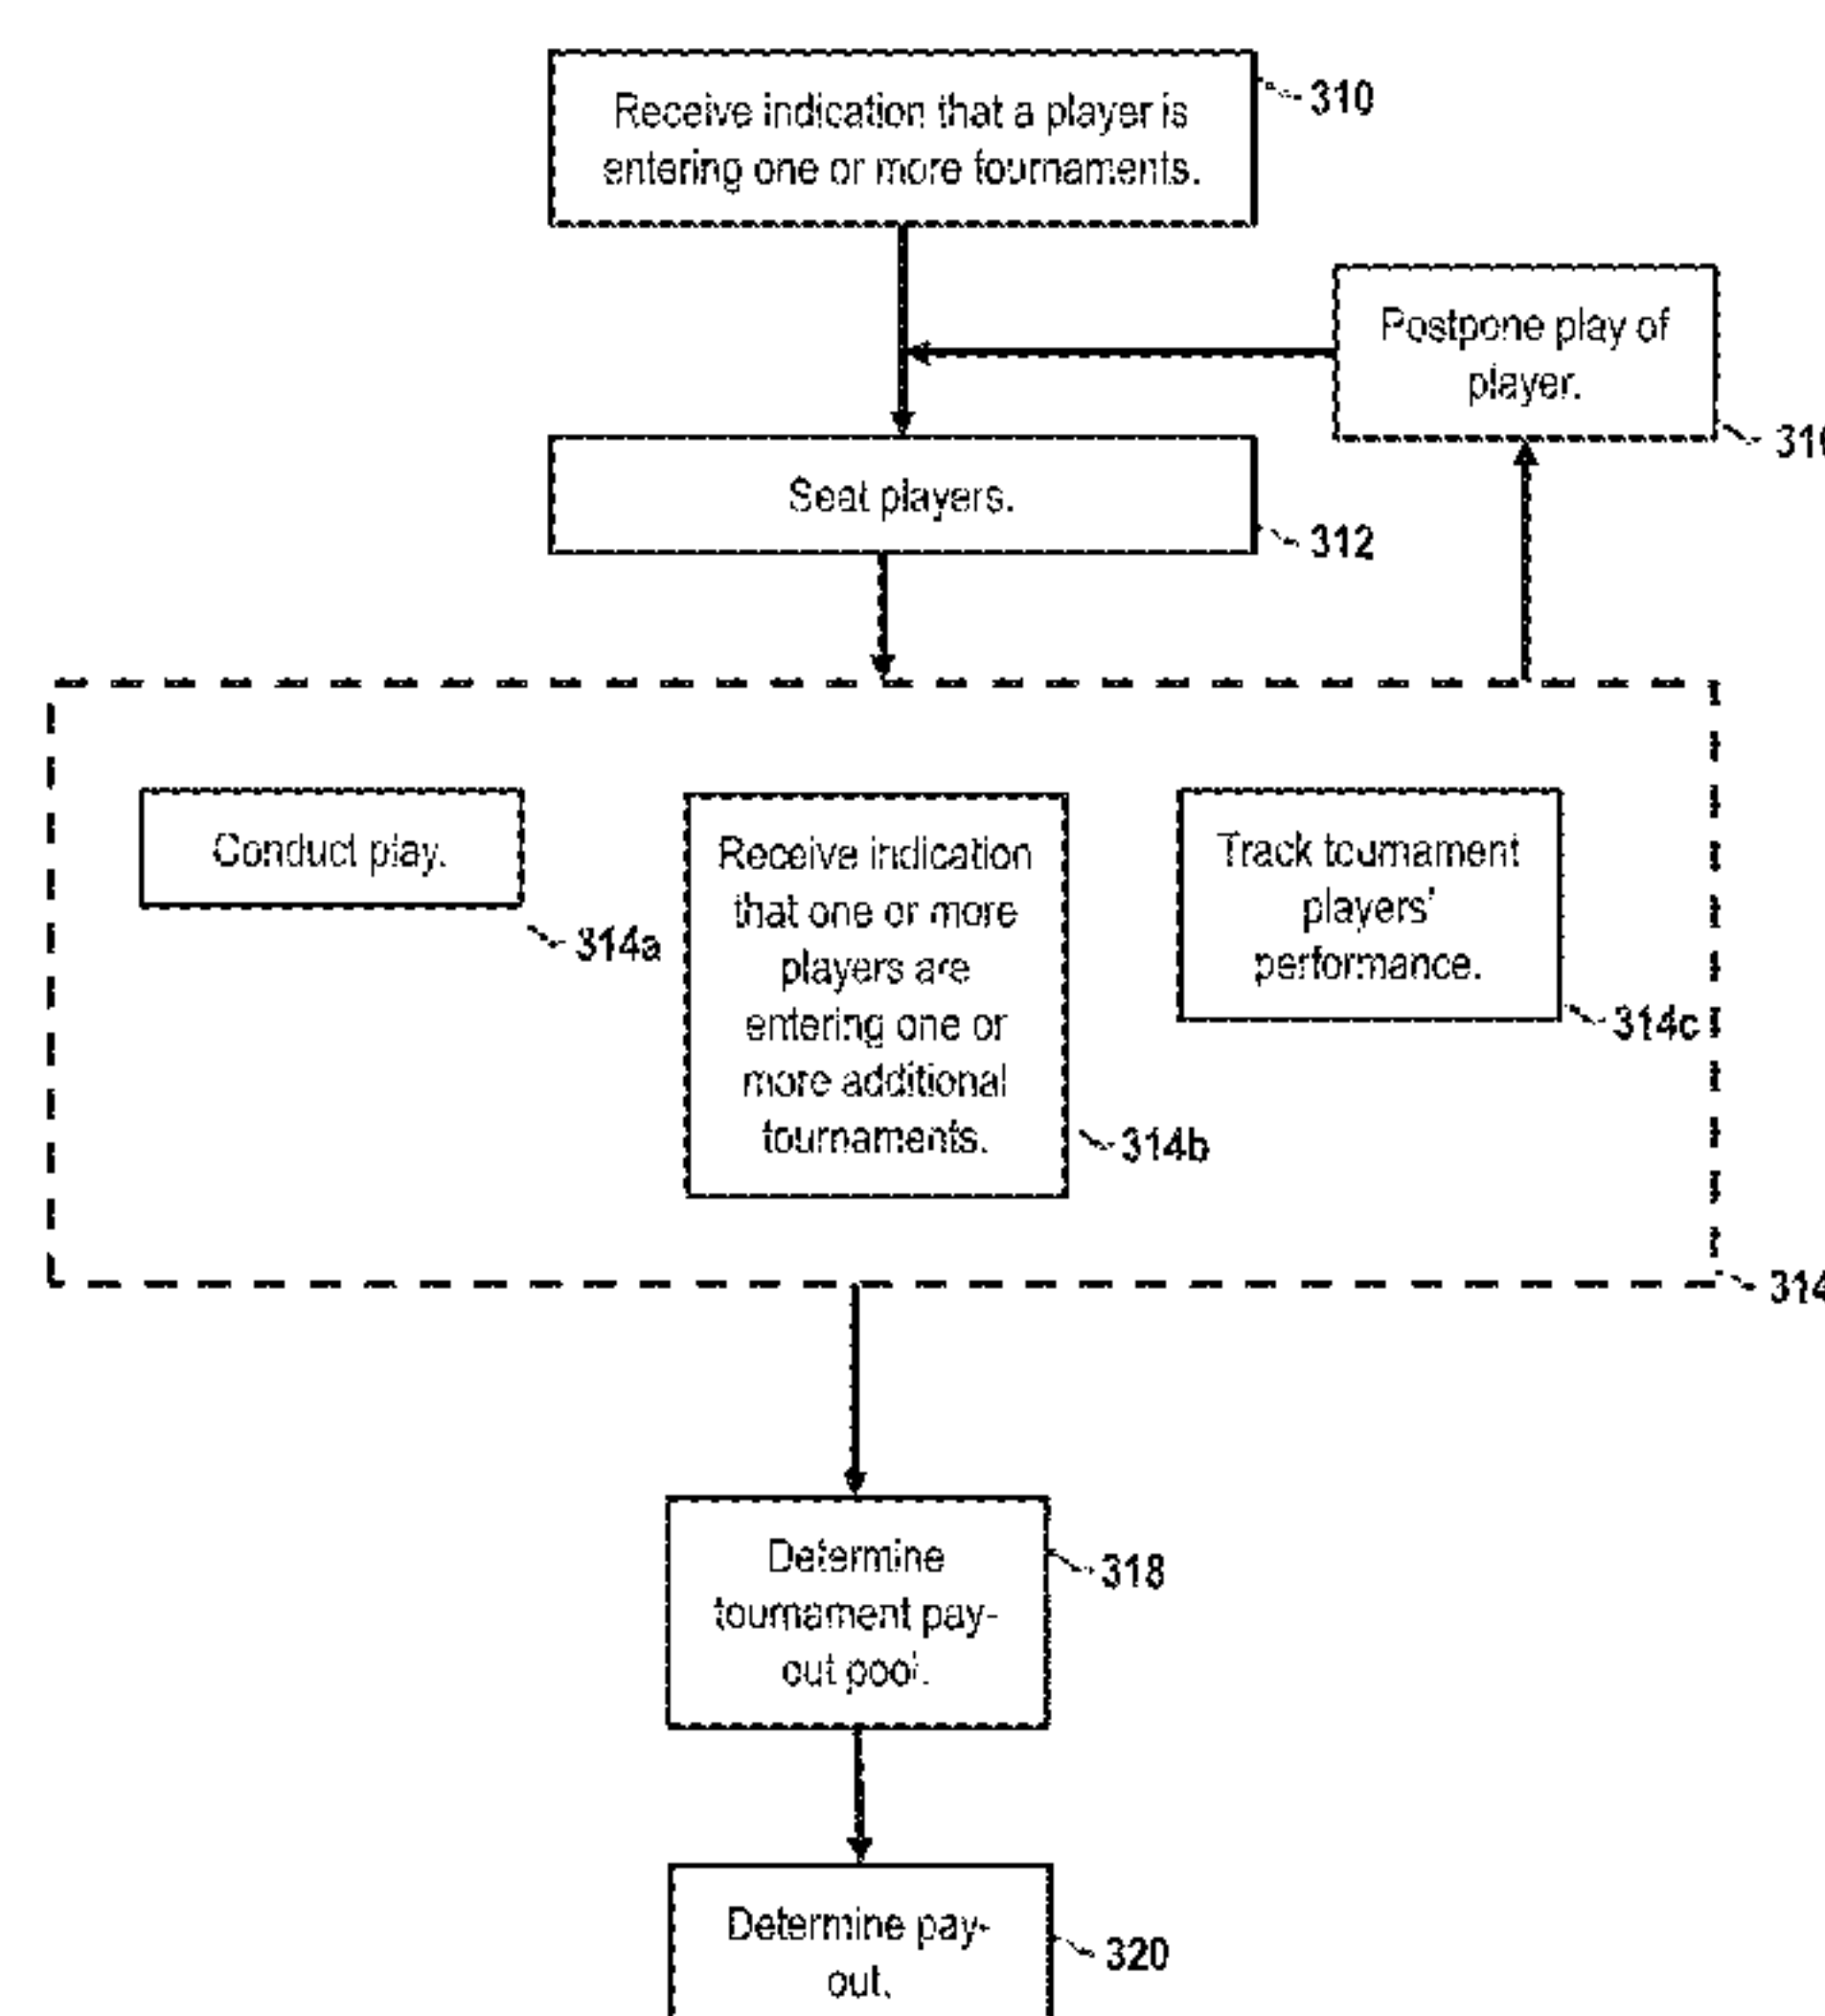 Receive indication that a player is
entering one or more tournaments.
310
Postpone play of
player.
Seat players.
312
Conduct play.
314a
Receive indication
that one or more
players are
entering one or
more additional
tournaments.
314b
Track tournament
players'
performance.
314c
314
Determine
tournament pay-
out pool.
318
Determine pay-
out.
320